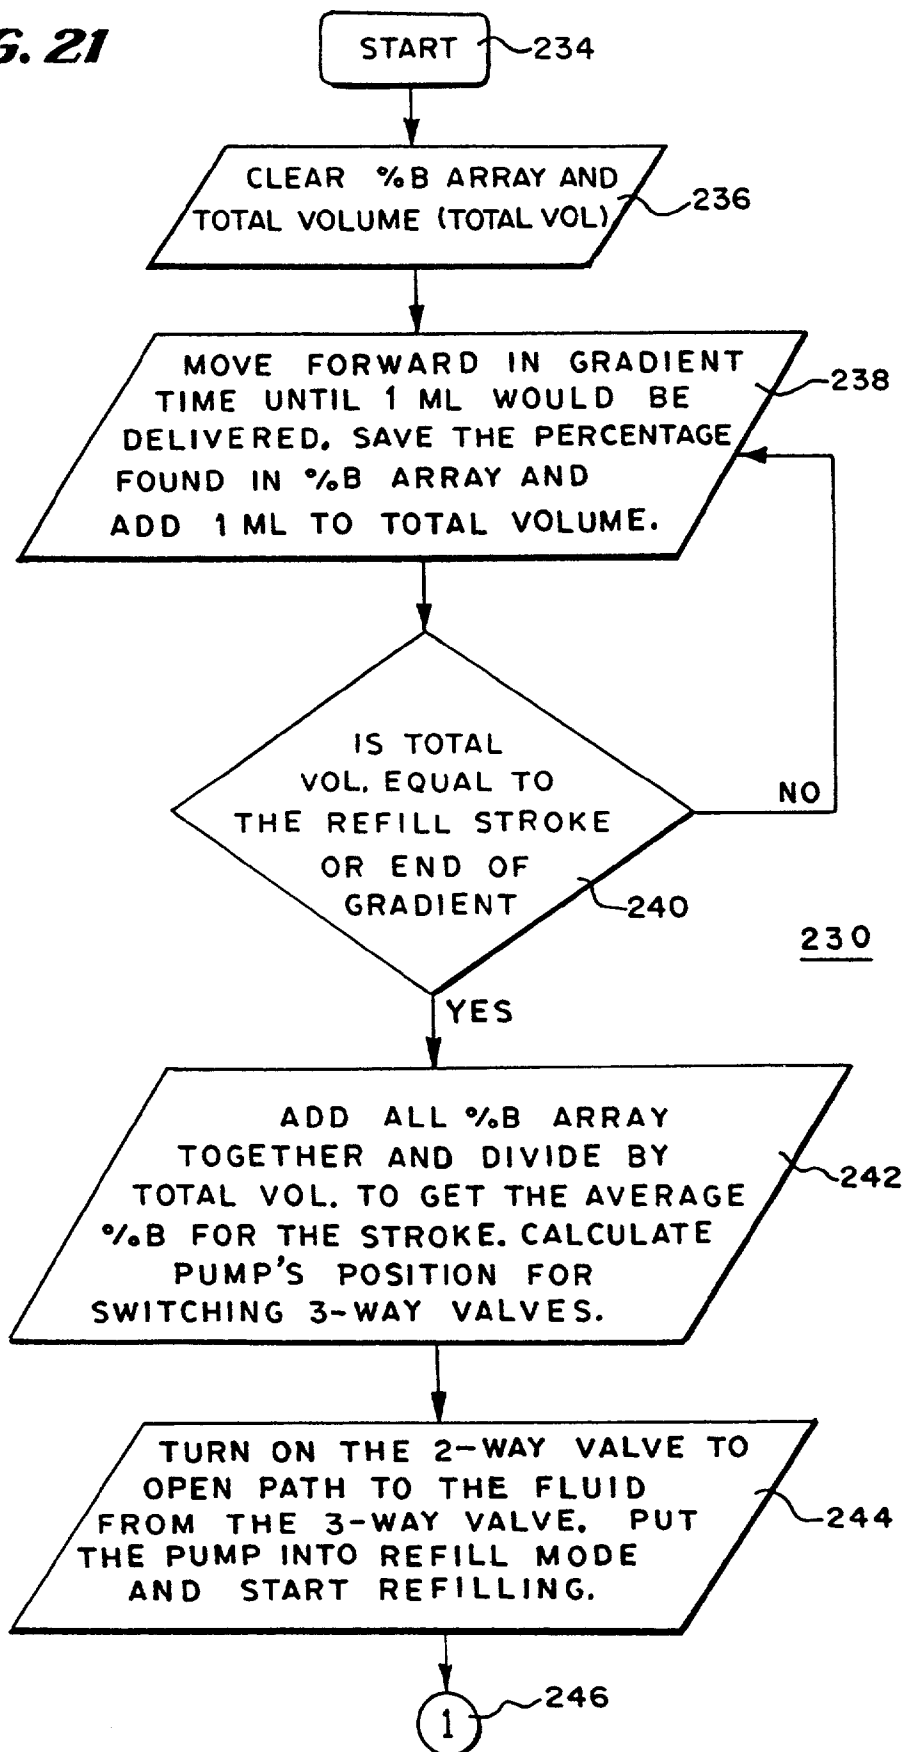 G. 21
START
234
CLEAR %B ARRAY AND
TOTAL VOLUME (TOTAL VOL)
236
MOVE FORWARD IN GRADIENT
TIME UNTIL 1 ML WOULD BE
DELIVERED. SAVE THE PERCENTAGE
FOUND IN %B ARRAY AND
ADD 1 ML TO TOTAL VOLUME.
238
IS TOTAL
VOL. EQUAL TO
THE REFILL STROKE
OR END OF
GRADIENT
NO
240
230
YES
ADD ALL %B ARRAY
TOGETHER AND DIVIDE BY
TOTAL VOL. TO GET THE AVERAGE
%B FOR THE STROKE. CALCULATE
PUMP'S POSITION FOR
SWITCHING 3-WAY VALVES.
242
TURN ON THE 2-WAY VALVE TO
OPEN PATH TO THE FLUID
FROM THE 3-WAY VALVE. PUT
THE PUMP INTO REFILL MODE
AND START REFILLING.
244
1
246